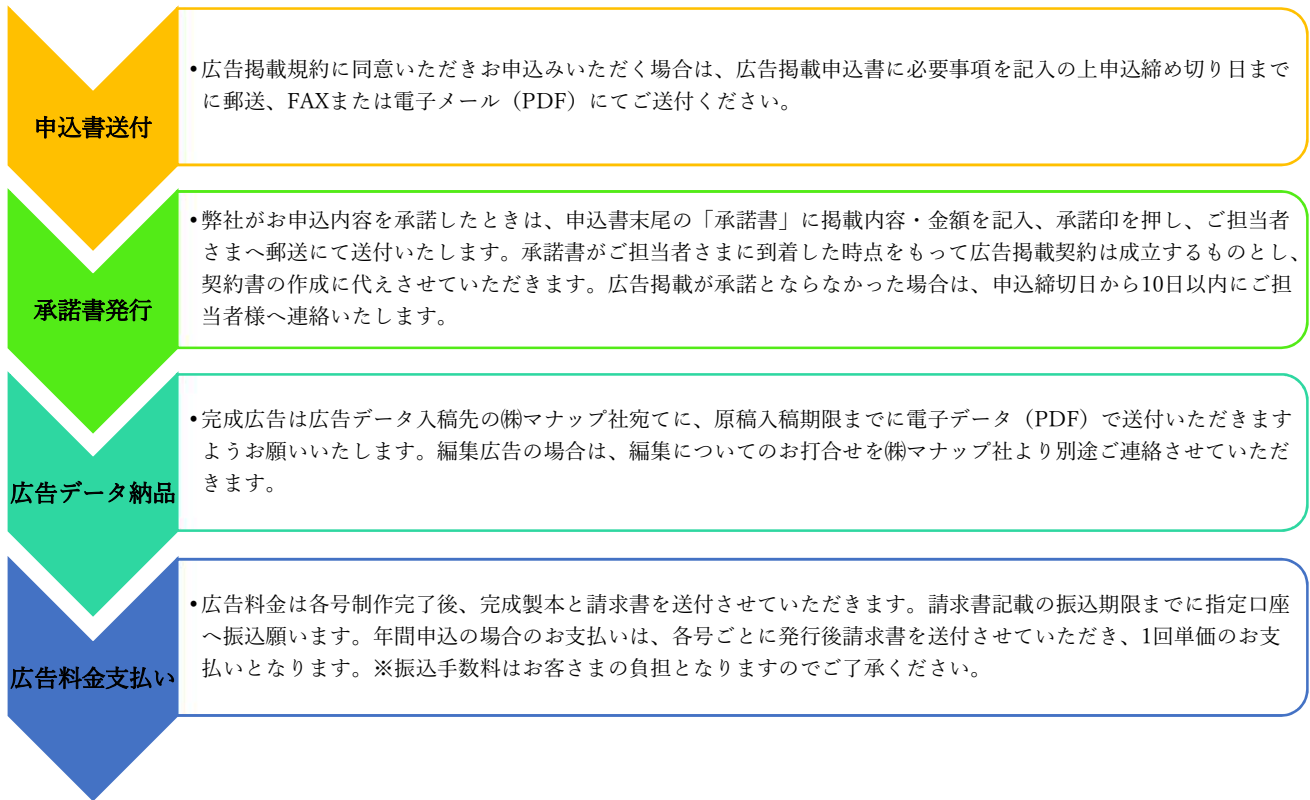 申込書送付
•広告掲載規約に同意いただきお申込みいただく場合は、広告掲載申込書に必要事項を記入の上申込締め切り日まで
に郵送、FAXまたは電子メール（PDF）にてご送付ください。
承諾書発行
•弊社がお申込内容を承諾したときは、申込書末尾の「承諾書」に掲載内容・金額を記入、承諾印を押し、ご担当者
さまへ郵送にて送付いたします。承諾書がご担当者さまに到着した時点をもって広告掲載契約は成立するものとし、
契約書の作成に代えさせていただきます。広告掲載が承諾とならなかった場合は、申込締切日から10日以内にご担
当者様へ連絡いたします。
広告データ納品
•完成広告は広告データ入稿先の㈱マナップ社宛てに、原稿入稿期限までに電子データ（PDF）で送付いただきます
ようお願いいたします。編集広告の場合は、編集についてのお打合せを㈱マナップ社より別途ご連絡させていただ
きます。
広告料金支払い
•広告料金は各号制作完了後、完成製本と請求書を送付させていただきます。請求書記載の振込期限までに指定口座
へ振込願います。年間申込の場合のお支払いは、各号ごとに発行後請求書を送付させていただき、1回単価のお支
払いとなります。※振込手数料はお客さまの負担となりますのでご了承ください。